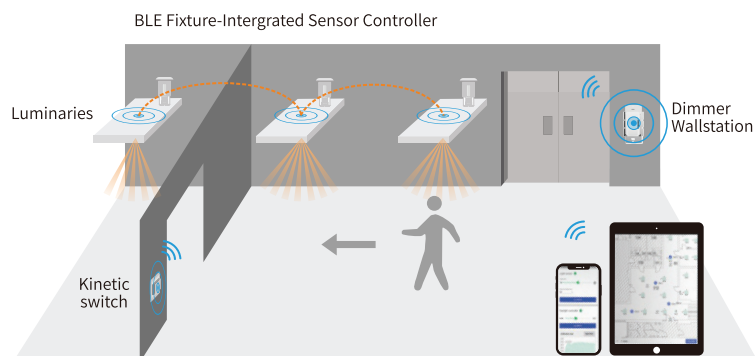 BLE Fixture-Intergrated Sensor Controller
Luminaries
Dimmer
Wallstation
Kinetic
switch